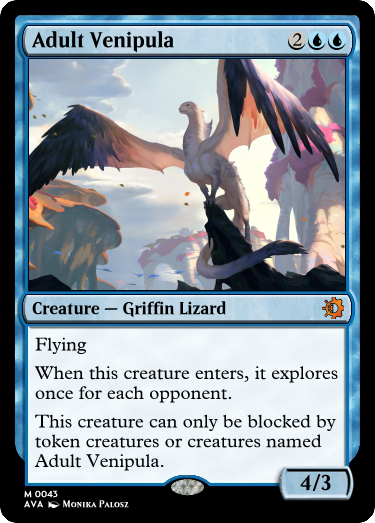 Adult Venipula 2
Creature — Griffin Lizard
Flying
When this creature enters, it explores
once for each opponent.
This creature can only be blocked by
token creatures or creatures named
Adult Venipula.
4/3
M 0043
AVA Monika Palosz